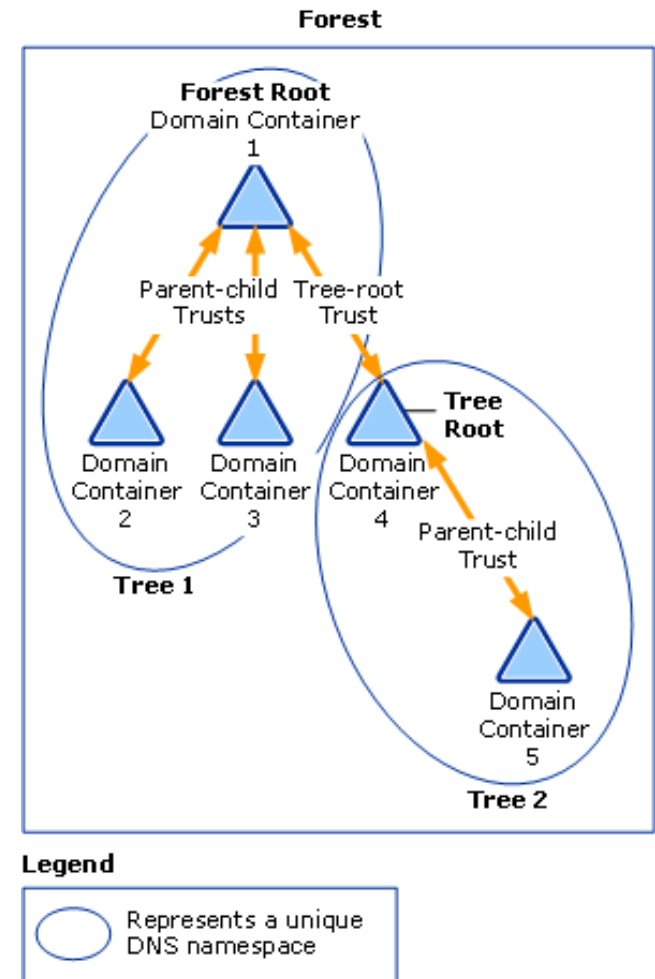 Forest
Forest Root
Domain Container
1
Parent-child
Trusts
Tree-root
Trust
Domain
Container
2
Domain
Container
3
Domain
Container
4
Tree
Root
Tree 1
Parent-child
Trust
Domain
Container
5
Tree 2
Legend
Represents a unique
DNS namespace